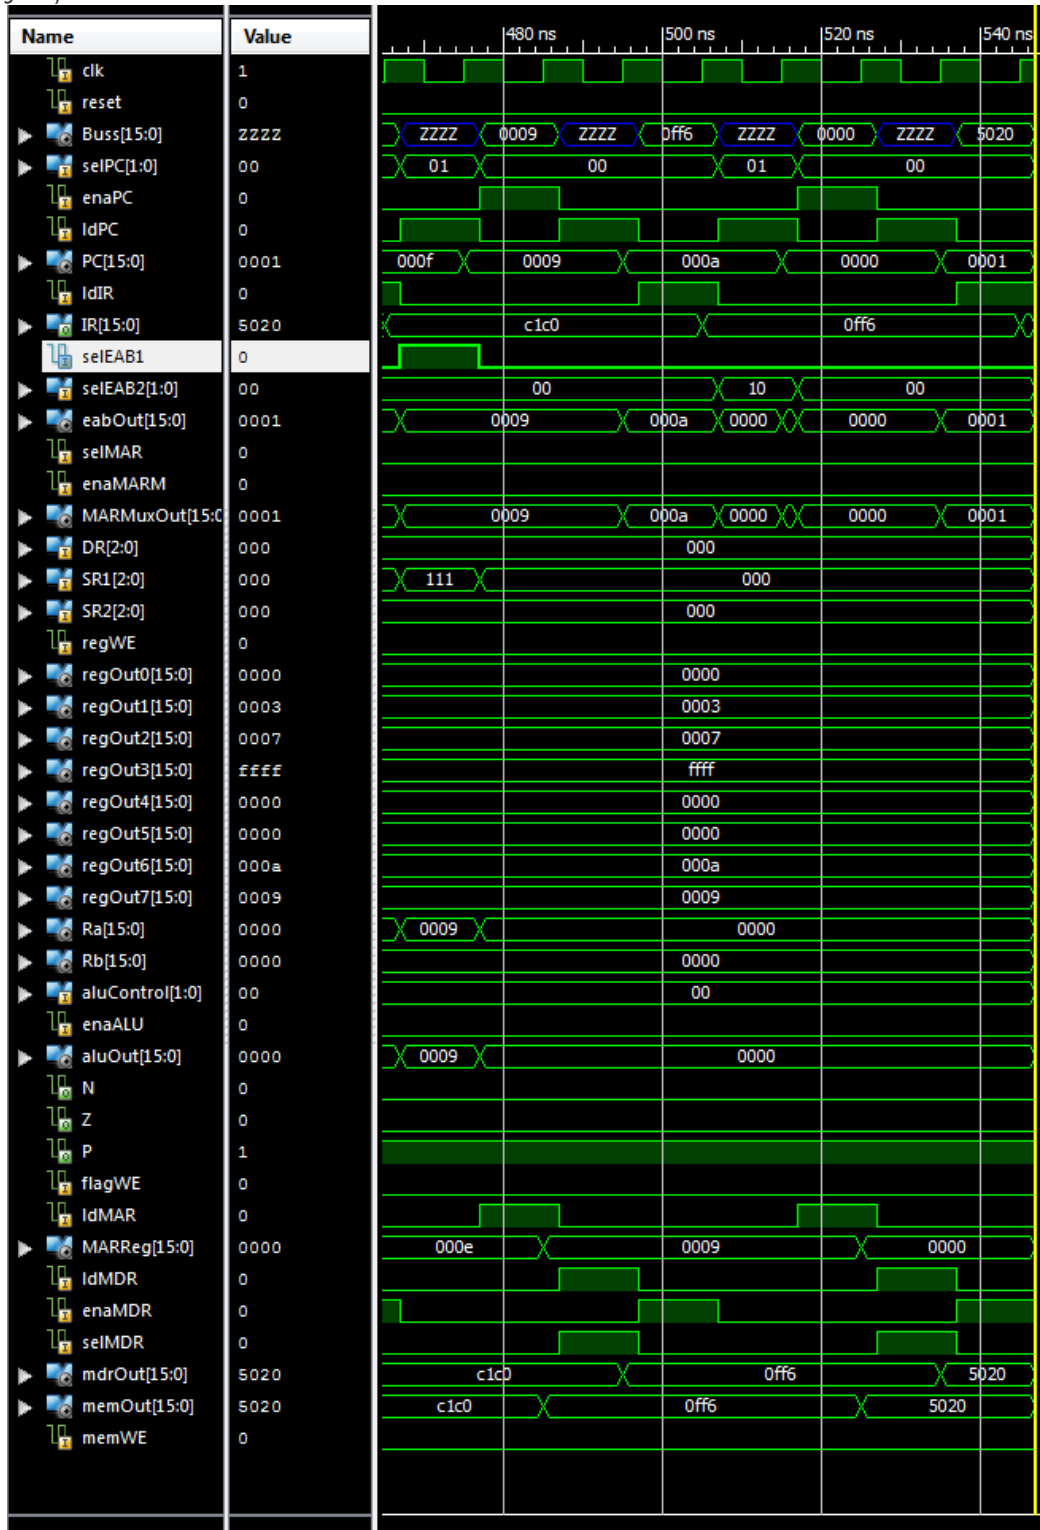 Name Value 480 ns 500 ns 520 ns 540 ns
clk 1
reset 0
Buss[15:0] ZZZZ ZZZZ 0009 ZZZZ 0ff6 ZZZZ 0000 ZZZZ 5020
selPC[1:0] 00 01 00 01 00
enaPC 0
ldPC 0
PC[15:0] 0001 000f 0009 000a 0000 0001
ldIR 0
IR[15:0] 5020 c1c0 0ff6
selEAB1 0
selEAB2[1:0] 00 00 10 00
eabOut[15:0] 0001 0009 000a 0000 0000 0001
selMAR 0
enaMARM 0
MARMuxOut[15:0 0001 0009 000a 0000 0000 0001
DR[2:0] 000 000
SR1[2:0] 000 111 000
SR2[2:0] 000 000
regWE 0
regOut0[15:0] 0000 0000
regOut1[15:0] 0003 0003
regOut2[15:0] 0007 0007
regOut3[15:0] ffff ffff
regOut4[15:0] 0000 0000
regOut5[15:0] 0000 0000
regOut6[15:0] 000a 000a
regOut7[15:0] 0009 0009
Ra[15:0] 0000 0009 0000
Rb[15:0] 0000 0000
aluControl[1:0] 00 00
enaALU 0
aluOut[15:0] 0000 0009 0000
N 0
Z 0
P 1
flagWE 0
ldMAR 0
MARReg[15:0] 0000 000e 0009 0000
ldMDR 0
enaMDR 0
selMDR 0
mdrOut[15:0] 5020 c1c0 0ff6 5020
memOut[15:0] 5020 c1c0 0ff6 5020
memWE 0